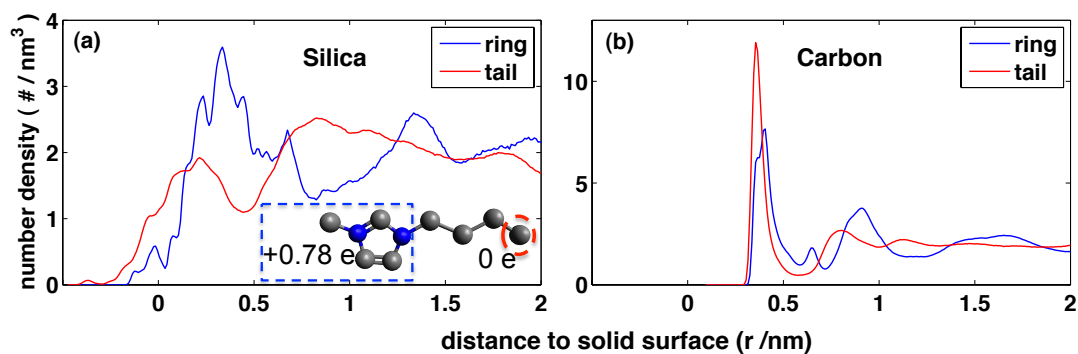 (a)
Silica
ring
tail
(b)
Carbon
ring
tail
number density ( # / nm³ )
4
3
2
1
0
+0.78 e
0 e
0 0.5 1 1.5 2
10
5
0
0 0.5 1 1.5 2
distance to solid surface (r /nm)